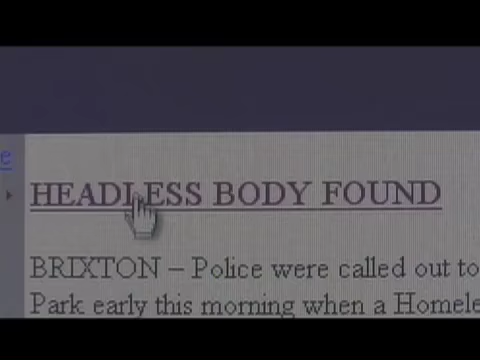 e
HEADLESS BODY FOUND
BRIXTON – Police were called out to
Park early this morning when a Homele